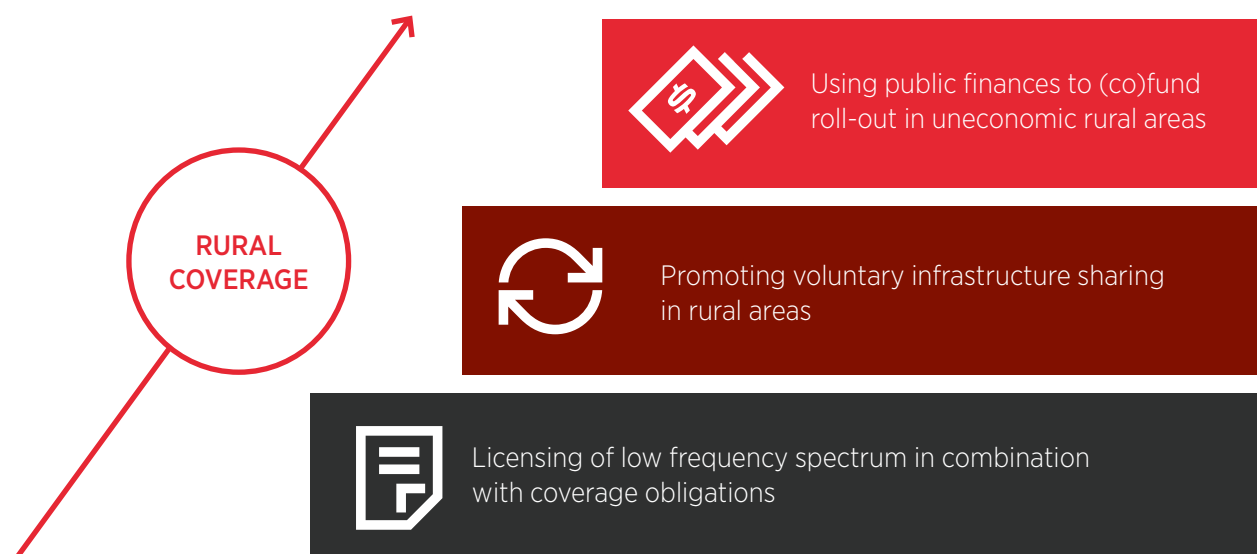 Using public finances to (co)fund
roll-out in uneconomic rural areas
RURAL
COVERAGE
Promoting voluntary infrastructure sharing
in rural areas
Licensing of low frequency spectrum in combination
with coverage obligations